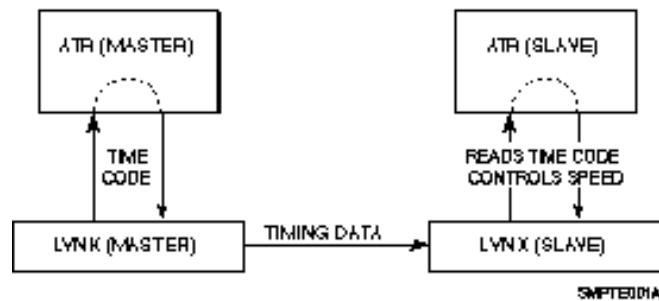 ATR (MASTER)
ATR (SLAVE)
TIME
CODE
READS TIME CODE
CONTROLS SPEED
LYNX (MASTER)
TIMING DATA
LYNX (SLAVE)
SMPTE001A